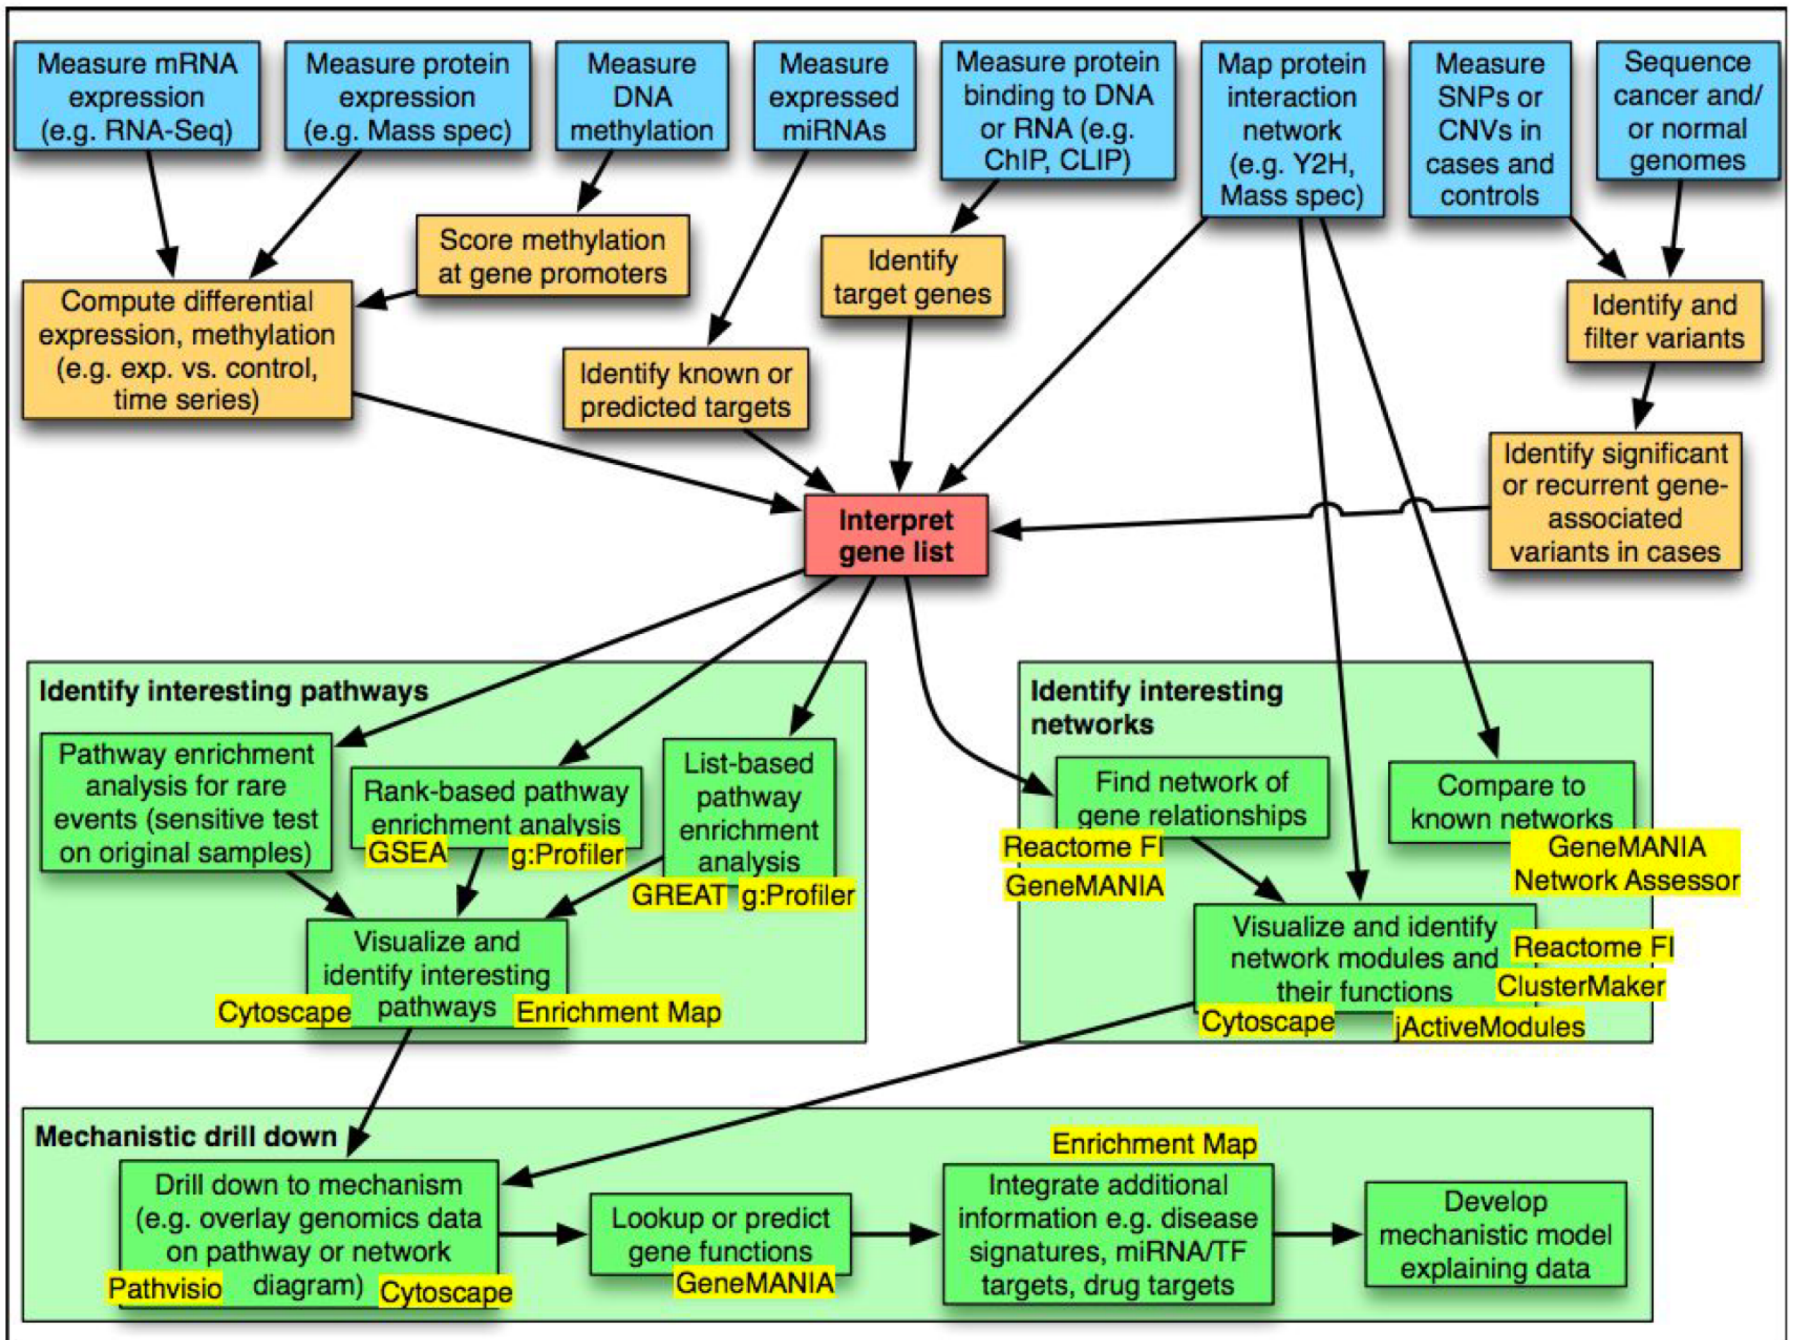 Measure mRNA
expression
(e.g. RNA-Seq)
Measure protein
expression
(e.g. Mass spec)
Measure
DNA
methylation
Measure
expressed
miRNAs
Measure protein
binding to DNA
or RNA (e.g.
ChIP, CLIP)
Map protein
interaction
network
(e.g. Y2H,
Mass spec)
Measure
SNPs or
CNVs in
cases and
controls
Sequence
cancer and/
or normal
genomes
Score methylation
at gene promoters
Identify
target genes
Compute differential
expression, methylation
(e.g. exp. vs. control,
time series)
Identify and
filter variants
Identify known or
predicted targets
Identify significant
or recurrent gene-
associated
variants in cases
Interpret
gene list
Identify interesting pathways
Pathway enrichment
analysis for rare
events (sensitive test
on original samples)
Rank-based pathway
enrichment analysis
GSEA
g:Profiler
List-based
pathway
enrichment
analysis
GREAT
g:Profiler
Visualize and
identify interesting
pathways
Cytoscape
Enrichment Map
Identify interesting
networks
Find network of
gene relationships
Reactome FI
GeneMANIA
Compare to
known networks
GeneMANIA
Network Assessor
Visualize and identify
network modules and
their functions
Reactome FI
ClusterMaker
Cytoscape
jActiveModules
Mechanistic drill down
Drill down to mechanism
(e.g. overlay genomics data
on pathway or network
diagram)
Pathvisio
Cytoscape
Lookup or predict
gene functions
GeneMANIA
Enrichment Map
Integrate additional
information e.g. disease
signatures, miRNA/TF
targets, drug targets
Develop
mechanistic model
explaining data